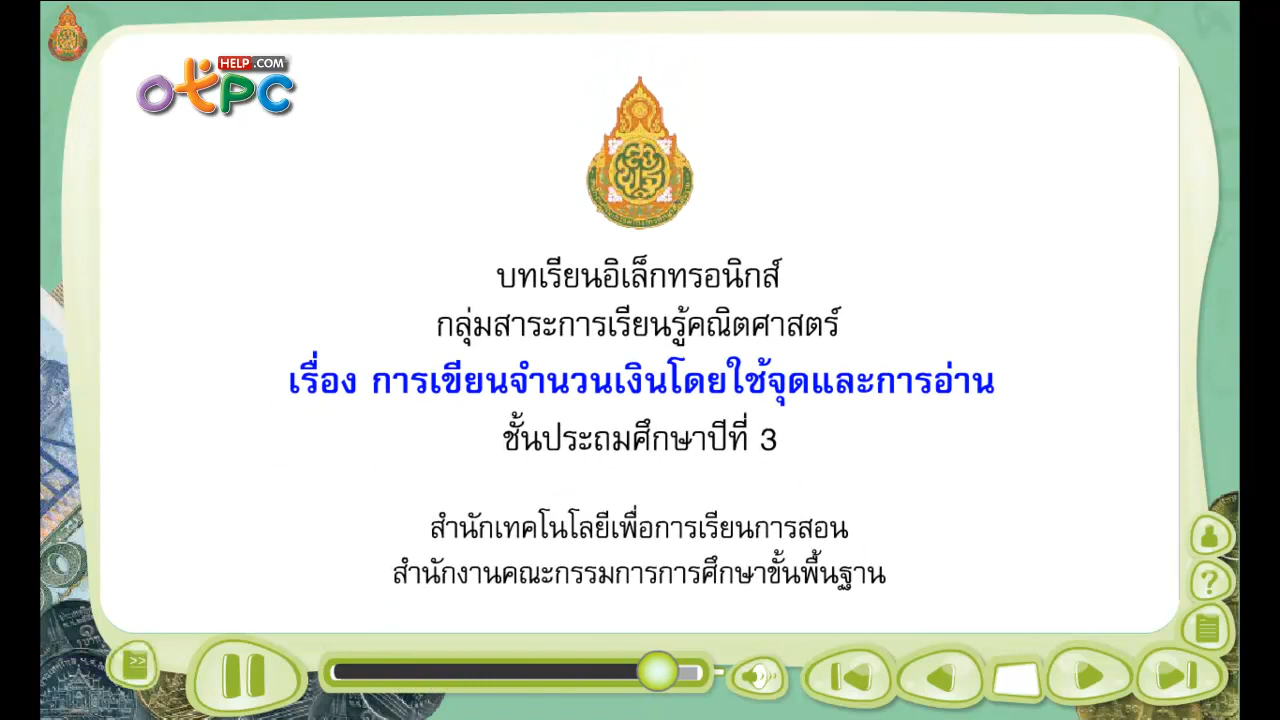 HELP.COM
OTPC
บทเรียนอิเล็กทรอนิกส์
กลุ่มสาระการเรียนรู้คณิตศาสตร์
เรื่อง การเขียนจำนวนเงินโดยใช้จุดและการอ่าน
ชั้นประถมศึกษาปีที่ 3
สำนักเทคโนโลยีเพื่อการเรียนการสอน
สำนักงานคณะกรรมการการศึกษาขั้นพื้นฐาน